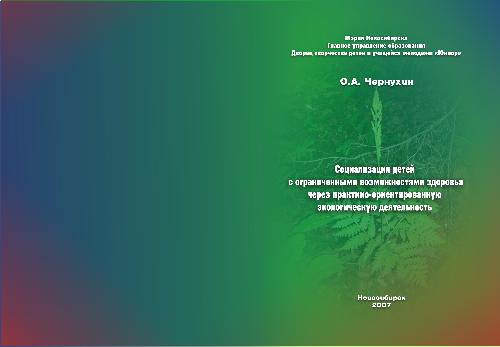 Мэрия Новосибирска
Главное управление образования
Дворец творчества детей и учащейся молодежи «Юниор»
О.А. Чернухин
Социализация детей
с ограниченными возможностями здоровья
через практико-ориентированную
экологическую деятельность
Новосибирск
2007